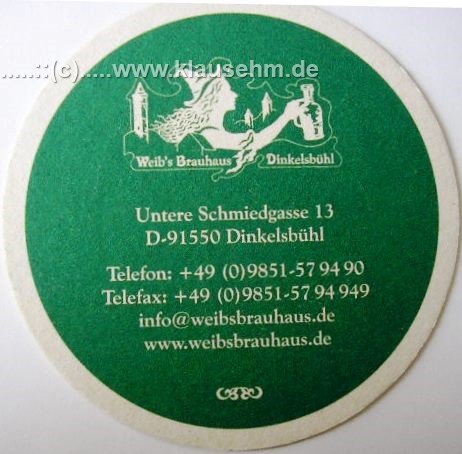 ......::(c).....www.klausehm.de
Weib's Brauhaus Dinkelsbühl
Untere Schmiedgasse 13
D-91550 Dinkelsbühl
Telefon: +49 (0)9851-57 94 90
Telefax: +49 (0)9851-57 94 949
info@weibsbrauhaus.de
www.weibsbrauhaus.de